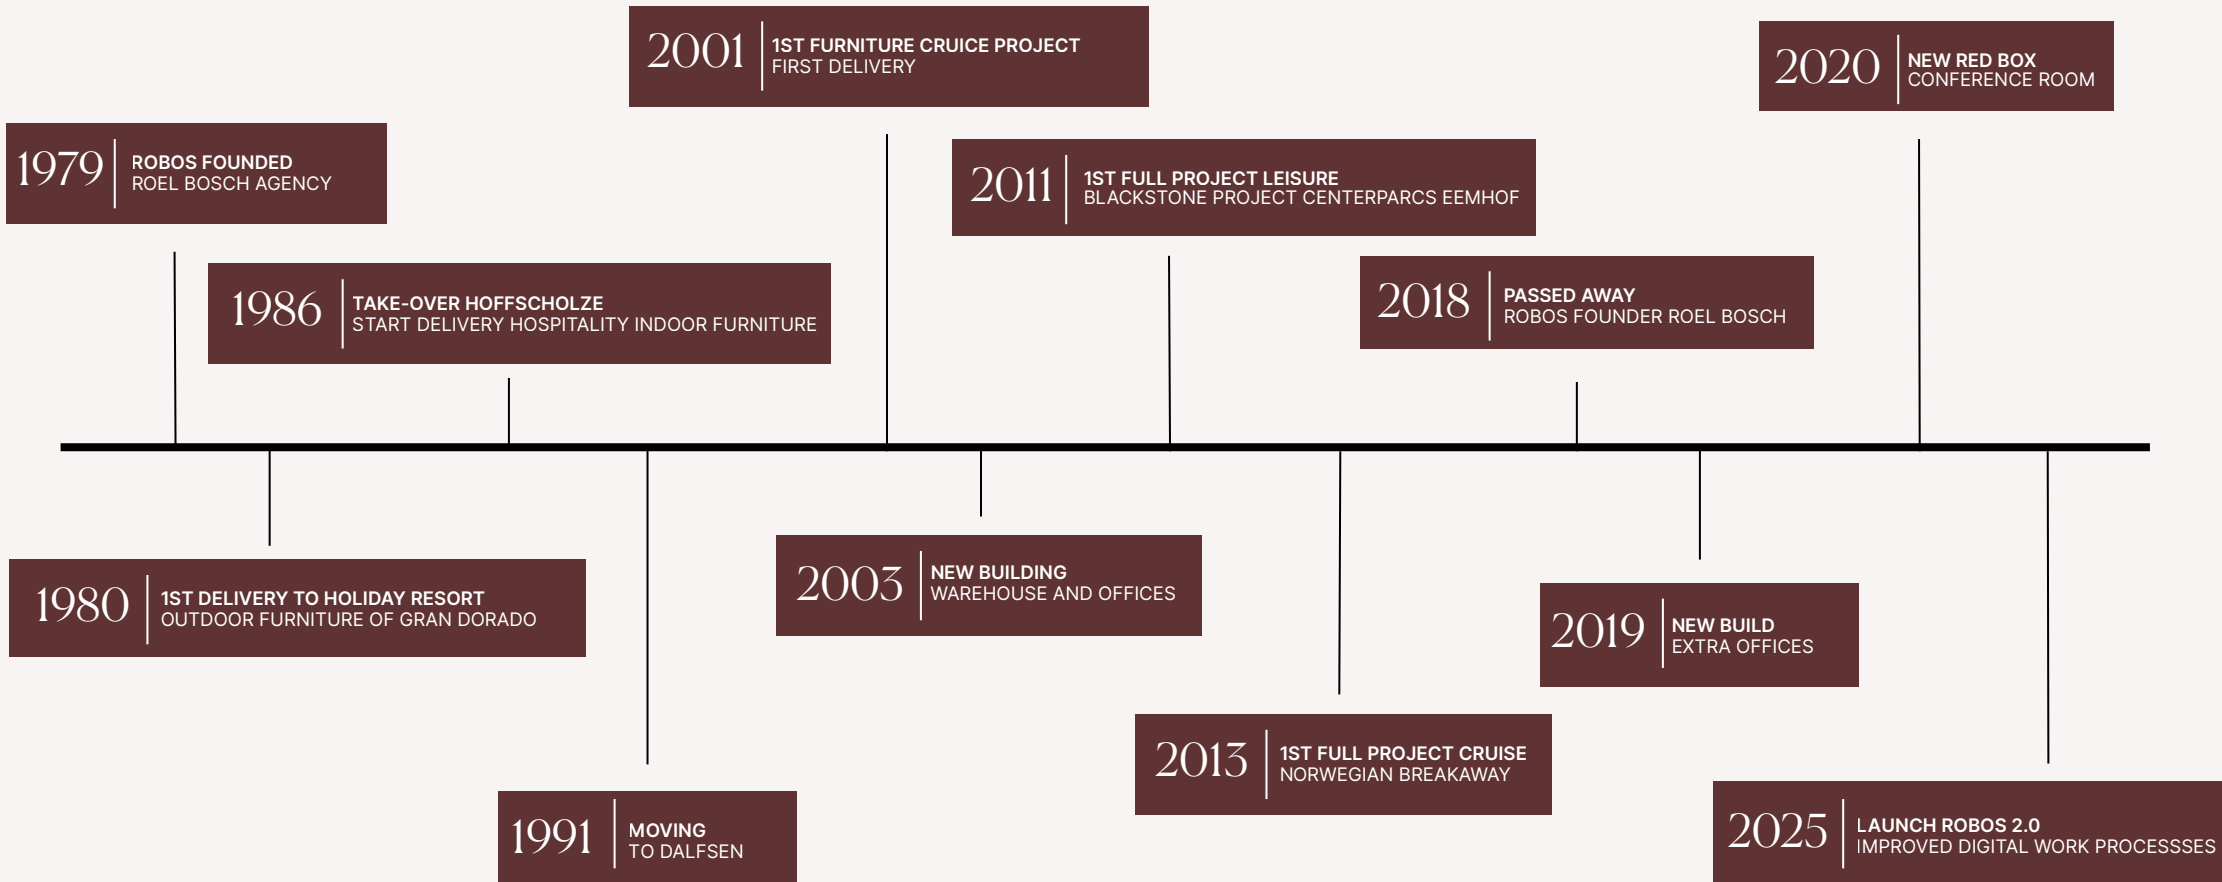 1979
ROBOS FOUNDED
ROEL BOSCH AGENCY
1980
1ST DELIVERY TO HOLIDAY RESORT
OUTDOOR FURNITURE OF GRAN DORADO
1986
TAKE-OVER HOFFSCHOLZE
START DELIVERY HOSPITALITY INDOOR FURNITURE
1991
MOVING
TO DALFSEN
2001
1ST FURNITURE CRUICE PROJECT
FIRST DELIVERY
2003
NEW BUILDING
WAREHOUSE AND OFFICES
2011
1ST FULL PROJECT LEISURE
BLACKSTONE PROJECT CENTERPARCS EEMHOF
2013
1ST FULL PROJECT CRUISE
NORWEGIAN BREAKAWAY
2018
PASSED AWAY
ROBOS FOUNDER ROEL BOSCH
2019
NEW BUILD
EXTRA OFFICES
2020
NEW RED BOX
CONFERENCE ROOM
2025
LAUNCH ROBOS 2.0
IMPROVED DIGITAL WORK PROCESSSES